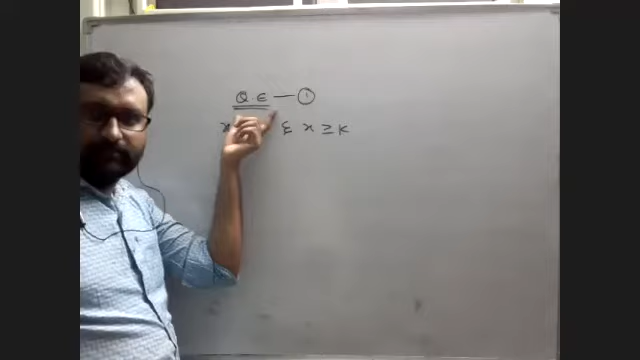 Q E — ①
x & x ≥ k